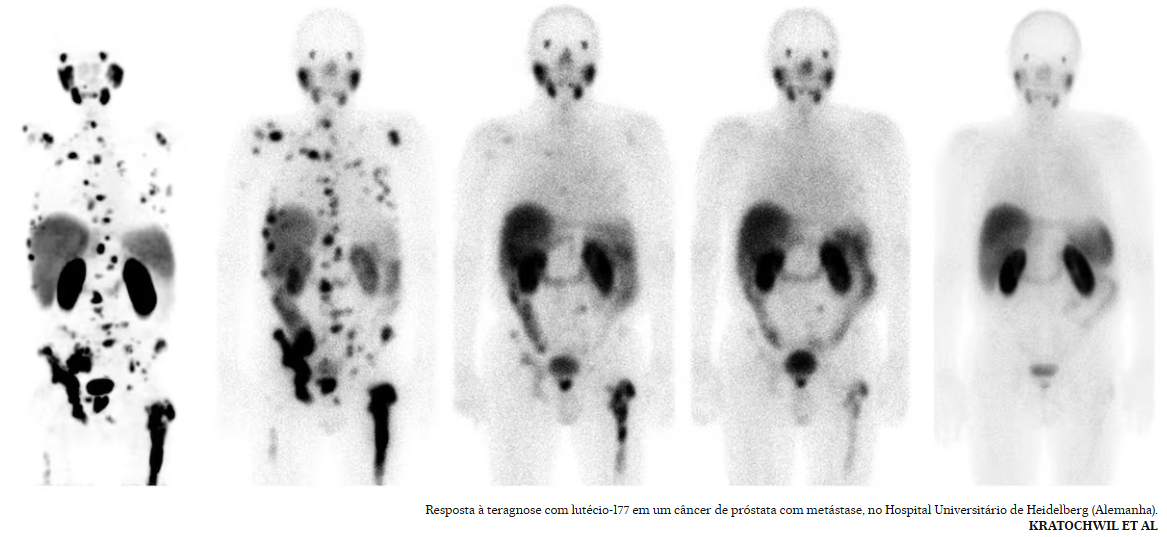 Resposta à teragnose com lutécio-177 em um câncer de próstata com metástase, no Hospital Universitário de Heidelberg (Alemanha).
KRATOCHWIL ET AL